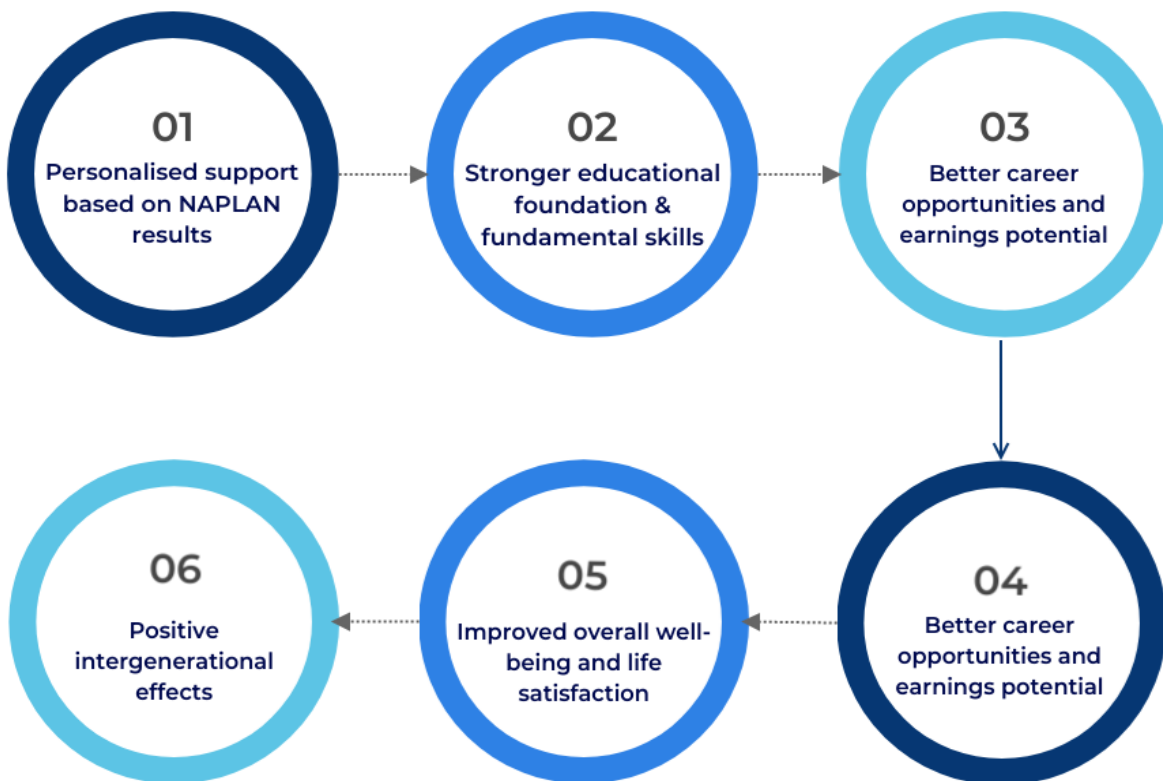 01
Personalised support
based on NAPLAN
results
02
Stronger educational
foundation &
fundamental skills
03
Better career
opportunities and
earnings potential
04
Better career
opportunities and
earnings potential
05
Improved overall well-
being and life
satisfaction
06
Positive
intergenerational
effects